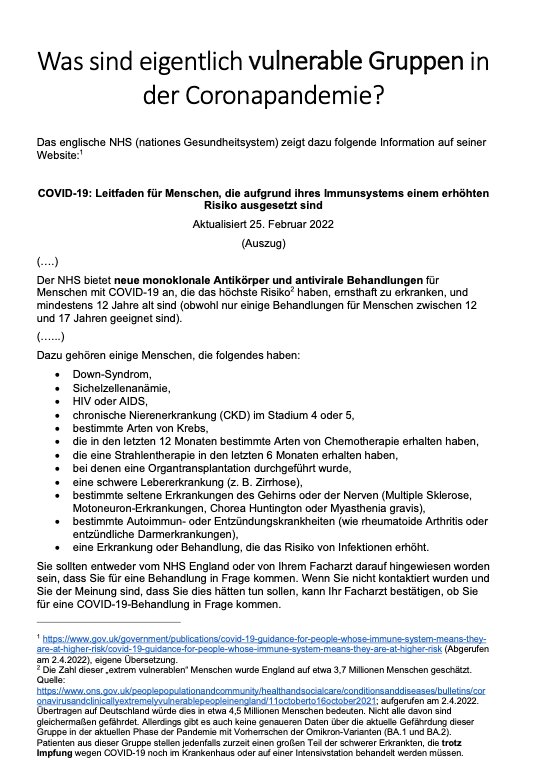 Was sind eigentlich vulnerable Gruppen in
der Coronapandemie?
Das englische NHS (nationes Gesundheitsystem) zeigt dazu folgende Information auf seiner
Website:1
COVID-19: Leitfaden für Menschen, die aufgrund ihres Immunsystems einem erhöhten
Risiko ausgesetzt sind
Aktualisiert 25. Februar 2022
(Auszug)
(….)
Der NHS bietet neue monoklonale Antikörper und antivirale Behandlungen für
Menschen mit COVID-19 an, die das höchste Risiko2 haben, ernsthaft zu erkranken, und
mindestens 12 Jahre alt sind (obwohl nur einige Behandlungen für Menschen zwischen 12
und 17 Jahren geeignet sind).
(…...)
Dazu gehören einige Menschen, die folgendes haben:
• Down-Syndrom,
• Sichelzellenanämie,
• HIV oder AIDS,
• chronische Nierenerkrankung (CKD) im Stadium 4 oder 5,
• bestimmte Arten von Krebs,
• die in den letzten 12 Monaten bestimmte Arten von Chemotherapie erhalten haben,
• die eine Strahlentherapie in den letzten 6 Monaten erhalten haben,
• bei denen eine Organtransplantation durchgeführt wurde,
• eine schwere Lebererkrankung (z. B. Zirrhose),
• bestimmte seltene Erkrankungen des Gehirns oder der Nerven (Multiple Sklerose,
Motoneuron-Erkrankungen, Chorea Huntington oder Myasthenia gravis),
• bestimmte Autoimmun- oder Entzündungskrankheiten (wie rheumatoide Arthritis oder
entzündliche Darmerkrankungen),
• eine Erkrankung oder Behandlung, die das Risiko von Infektionen erhöht.
Sie sollten entweder vom NHS England oder von Ihrem Facharzt darauf hingewiesen worden
sein, dass Sie für eine Behandlung in Frage kommen. Wenn Sie nicht kontaktiert wurden und
Sie der Meinung sind, dass Sie dies hätten tun sollen, kann Ihr Facharzt bestätigen, ob Sie
für eine COVID-19-Behandlung in Frage kommen.
1 https://www.gov.uk/government/publications/covid-19-guidance-for-people-whose-immune-system-means-they-
are-at-higher-risk/covid-19-guidance-for-people-whose-immune-system-means-they-are-at-higher-risk (Abgerufen
am 2.4.2022), eigene Übersetzung.
2 Die Zahl dieser „extrem vulnerablen“ Menschen wurde England auf etwa 3,7 Millionen Menschen geschätzt.
Quelle:
https://www.ons.gov.uk/peoplepopulationandcommunity/healthandsocialcare/conditionsanddiseases/bulletins/cor
onavirusandclinicallyextremelyvulnerablepeopleinengland/11octoberto16october2021; aufgerufen am 2.4.2022.
Übertragen auf Deutschland würde dies in etwa 4,5 Millionen Menschen bedeuten. Nicht alle davon sind
gleichermaßen gefährdet. Allerdings gibt es auch keine genaueren Daten über die aktuelle Gefährdung dieser
Gruppe in der aktuellen Phase der Pandemie mit Vorherrschen der Omikron-Varianten (BA.1 und BA.2).
Patienten aus dieser Gruppe stellen jedenfalls zurzeit einen großen Teil der schwerer Erkrankten, die trotz
Impfung wegen COVID-19 noch im Krankenhaus oder auf einer Intensivstation behandelt werden müssen.